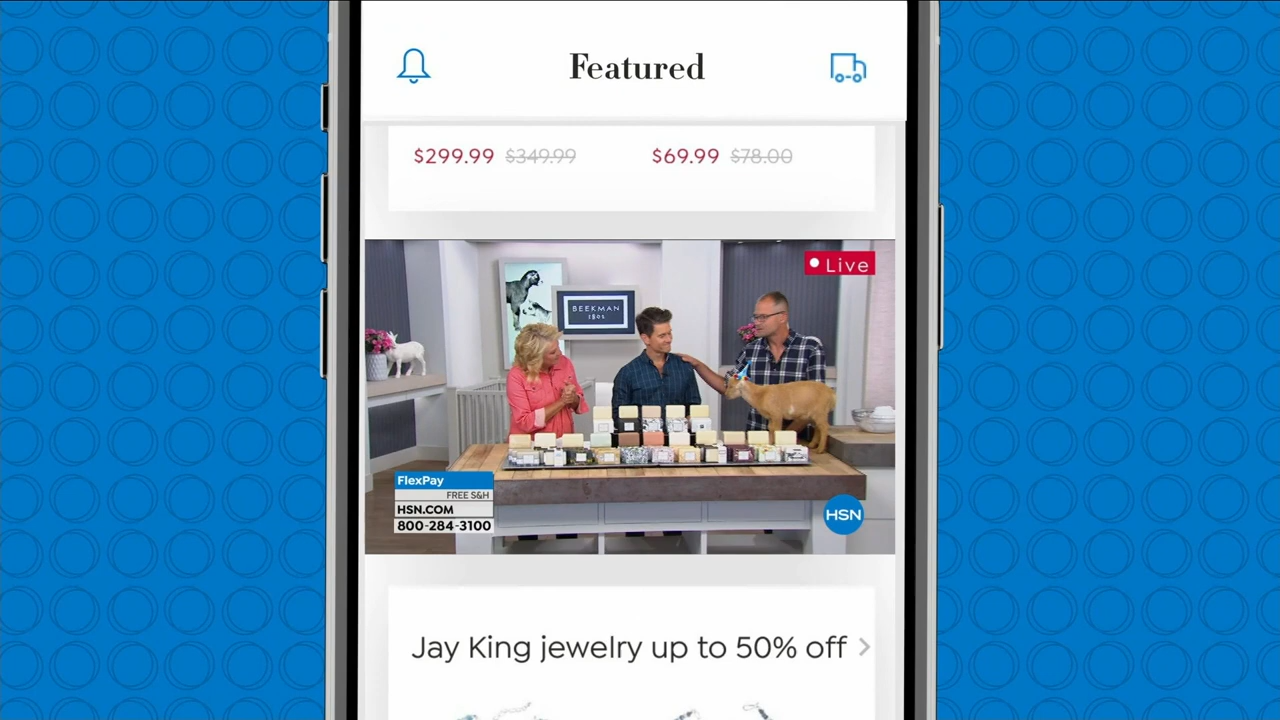 Featured
$299.99 $349.99 $69.99 $78.00
Live
BEEKMAN
1802
FlexPay
FREE S&H
HSN.COM
800-284-3100
HSN
Jay King jewelry up to 50% off